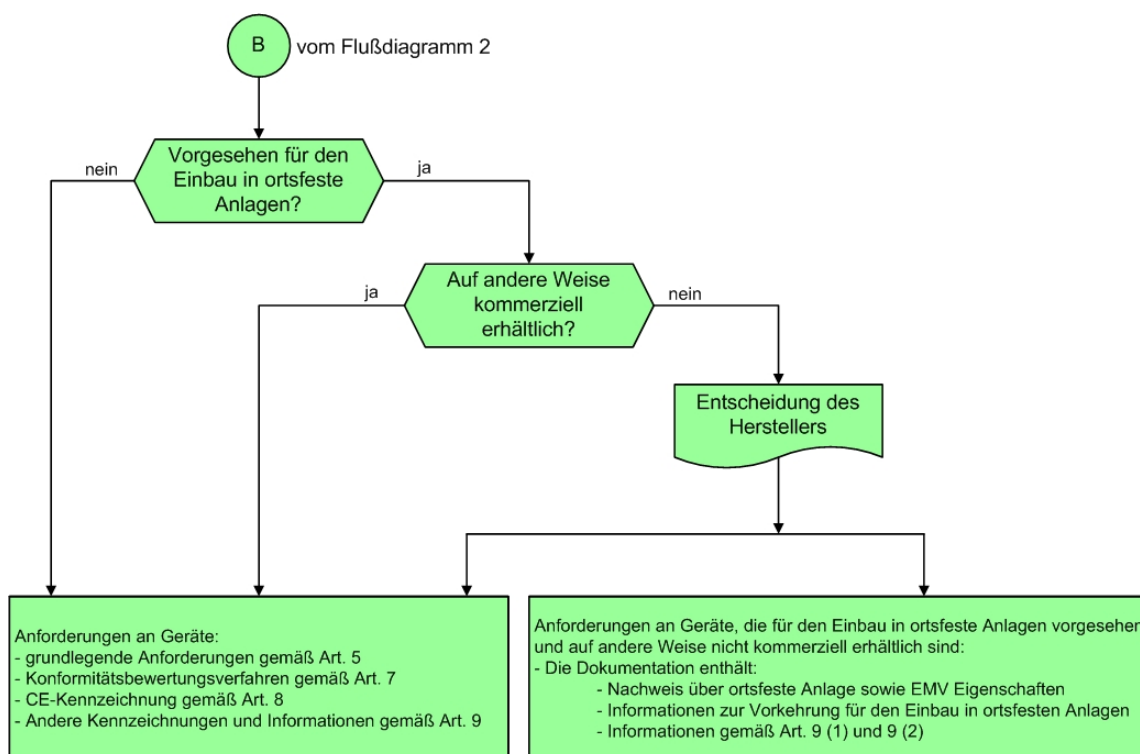 B
vom Flußdiagramm 2
Vorgesehen für den
Einbau in ortsfeste
Anlagen?
nein
ja
Auf andere Weise
kommerziell
erhältlich?
ja
nein
Entscheidung des
Herstellers
Anforderungen an Geräte:
- grundlegende Anforderungen gemäß Art. 5
- Konformitätsbewertungsverfahren gemäß Art. 7
- CE-Kennzeichnung gemäß Art. 8
- Andere Kennzeichnungen und Informationen gemäß Art. 9
Anforderungen an Geräte, die für den Einbau in ortsfeste Anlagen vorgesehen
und auf andere Weise nicht kommerziell erhältlich sind:
- Die Dokumentation enthält:
- Nachweis über ortsfeste Anlage sowie EMV Eigenschaften
- Informationen zur Vorkehrung für den Einbau in ortsfesten Anlagen
- Informationen gemäß Art. 9 (1) und 9 (2)